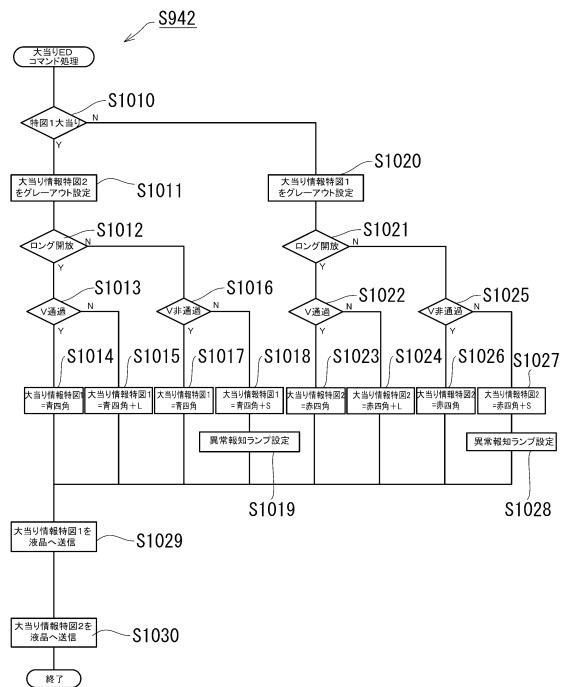 S942
大当りED
コマンド処理
S1010
特図1大当り
N
Y
大当り情報特図2
をグレーアウト設定
S1011
大当り情報特図1
をグレーアウト設定
S1020
S1012
ロング開放
N
Y
S1021
ロング開放
N
Y
S1013
V通過
N
Y
S1016
V非通過
N
Y
S1022
V通過
N
Y
S1025
V非通過
N
Y
S1014
S1015
S1017
S1018
S1023
S1024
S1026
S1027
大当り情報特図1
=青四角
大当り情報特図1
=青四角+L
大当り情報特図1
=青四角
大当り情報特図1
=青四角+S
大当り情報特図2
=赤四角
大当り情報特図2
=赤四角+L
大当り情報特図2
=赤四角
大当り情報特図2
=赤四角+S
異常報知ランプ設定
S1019
異常報知ランプ設定
S1028
大当り情報特図1を
液晶へ送信
S1029
大当り情報特図2を
液晶へ送信
S1030
終了